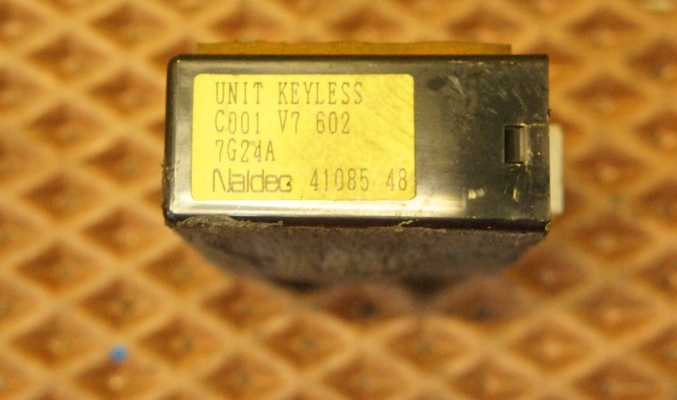 UNIT KEYLESS
C001 V7 602
7G24A
Naldec 41085 48